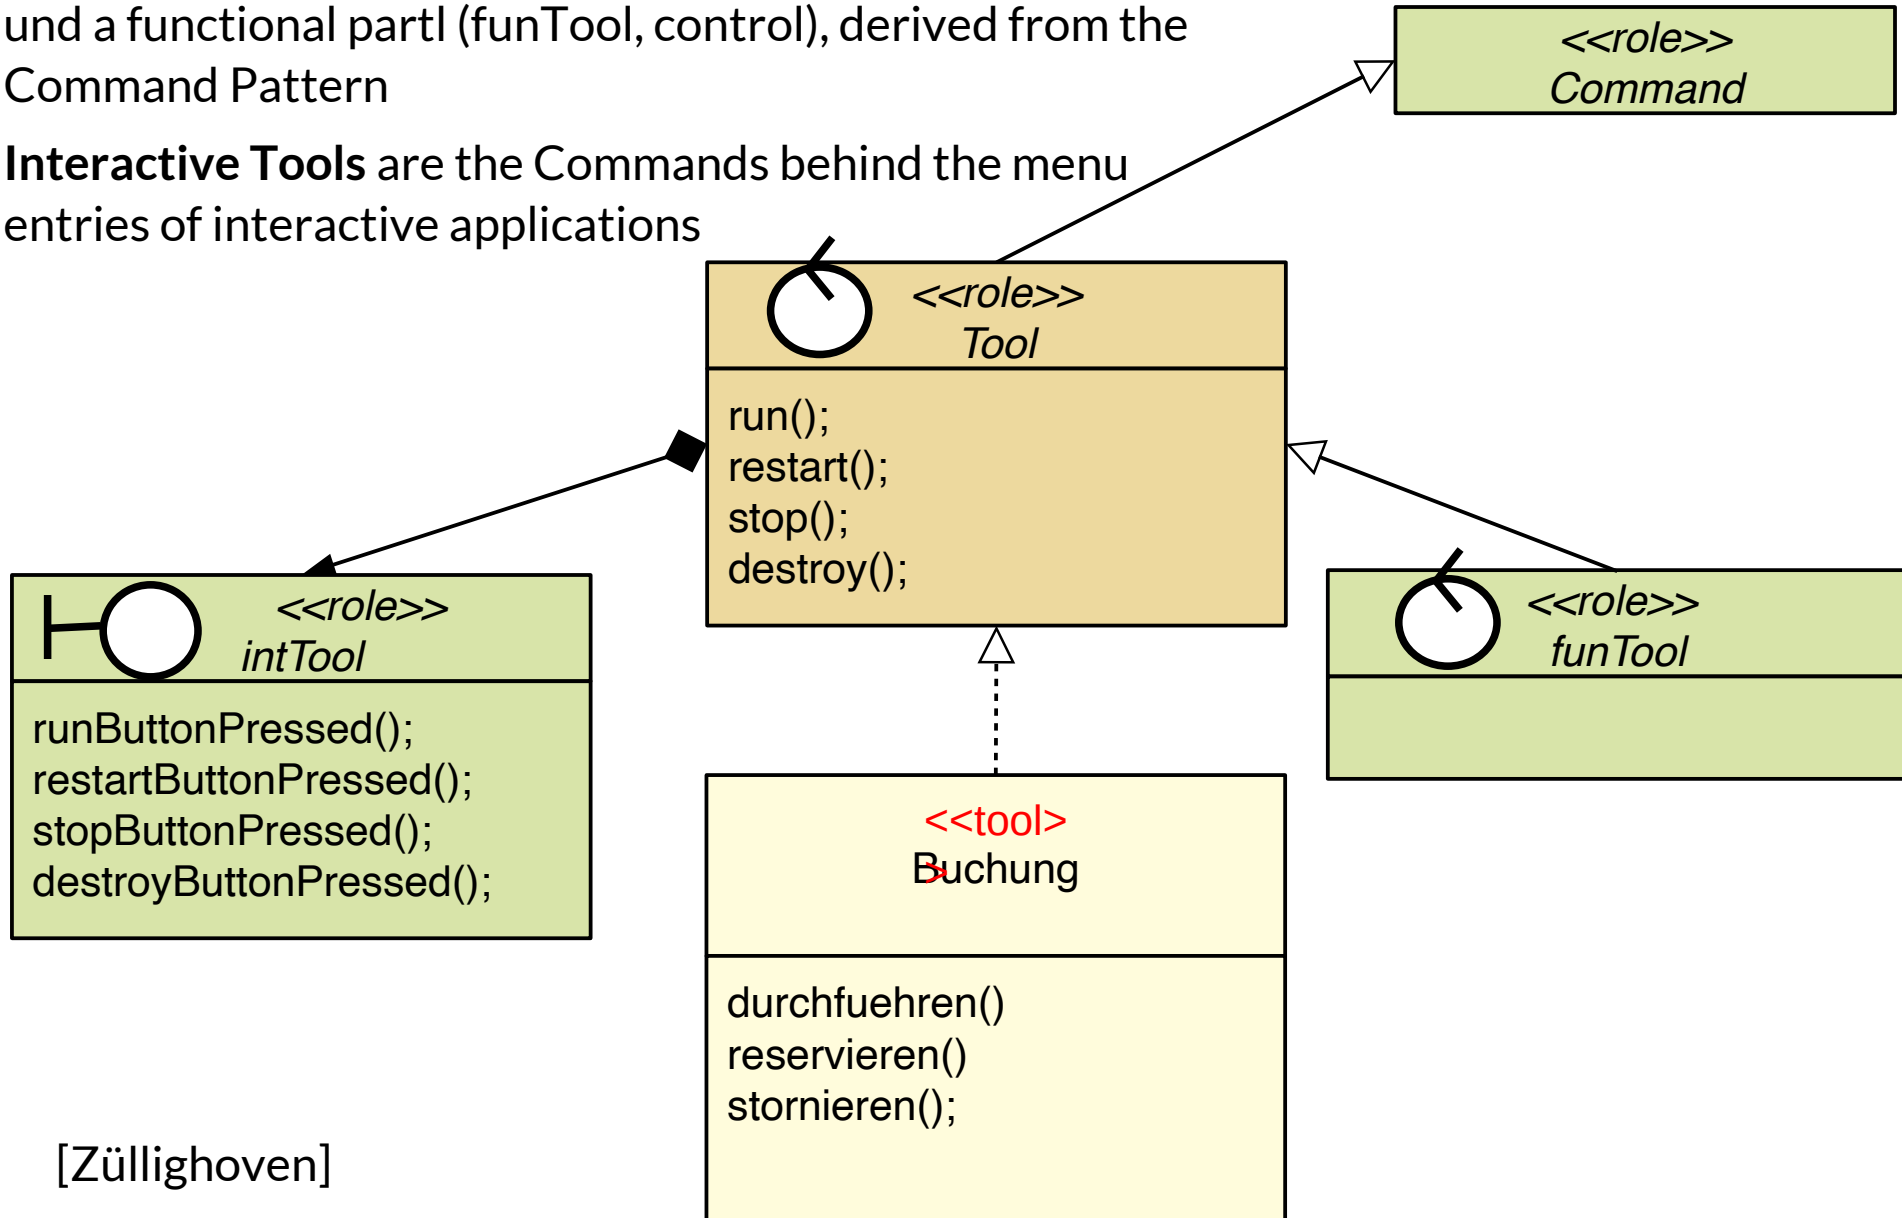 und a functional partl (funTool, control), derived from the
Command Pattern
Interactive Tools are the Commands behind the menu
entries of interactive applications
<<role>>
Command
<<role>>
Tool
run();
restart();
stop();
destroy();
<<role>>
intTool
runButtonPressed();
restartButtonPressed();
stopButtonPressed();
destroyButtonPressed();
<<role>>
funTool
<<tool>
>
Buchung
durchfuehren()
reservieren()
stornieren();
[Züllighoven]